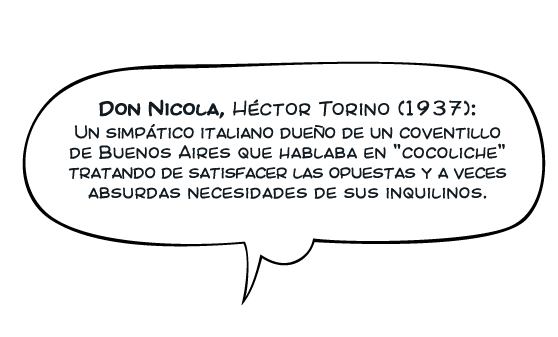 Don Nicola, Héctor Torino (1937):
Un simpático italiano dueño de un coventillo
de Buenos Aires que hablaba en "cocoliche"
tratando de satisfacer las opuestas y a veces
absurdas necesidades de sus inquilinos.